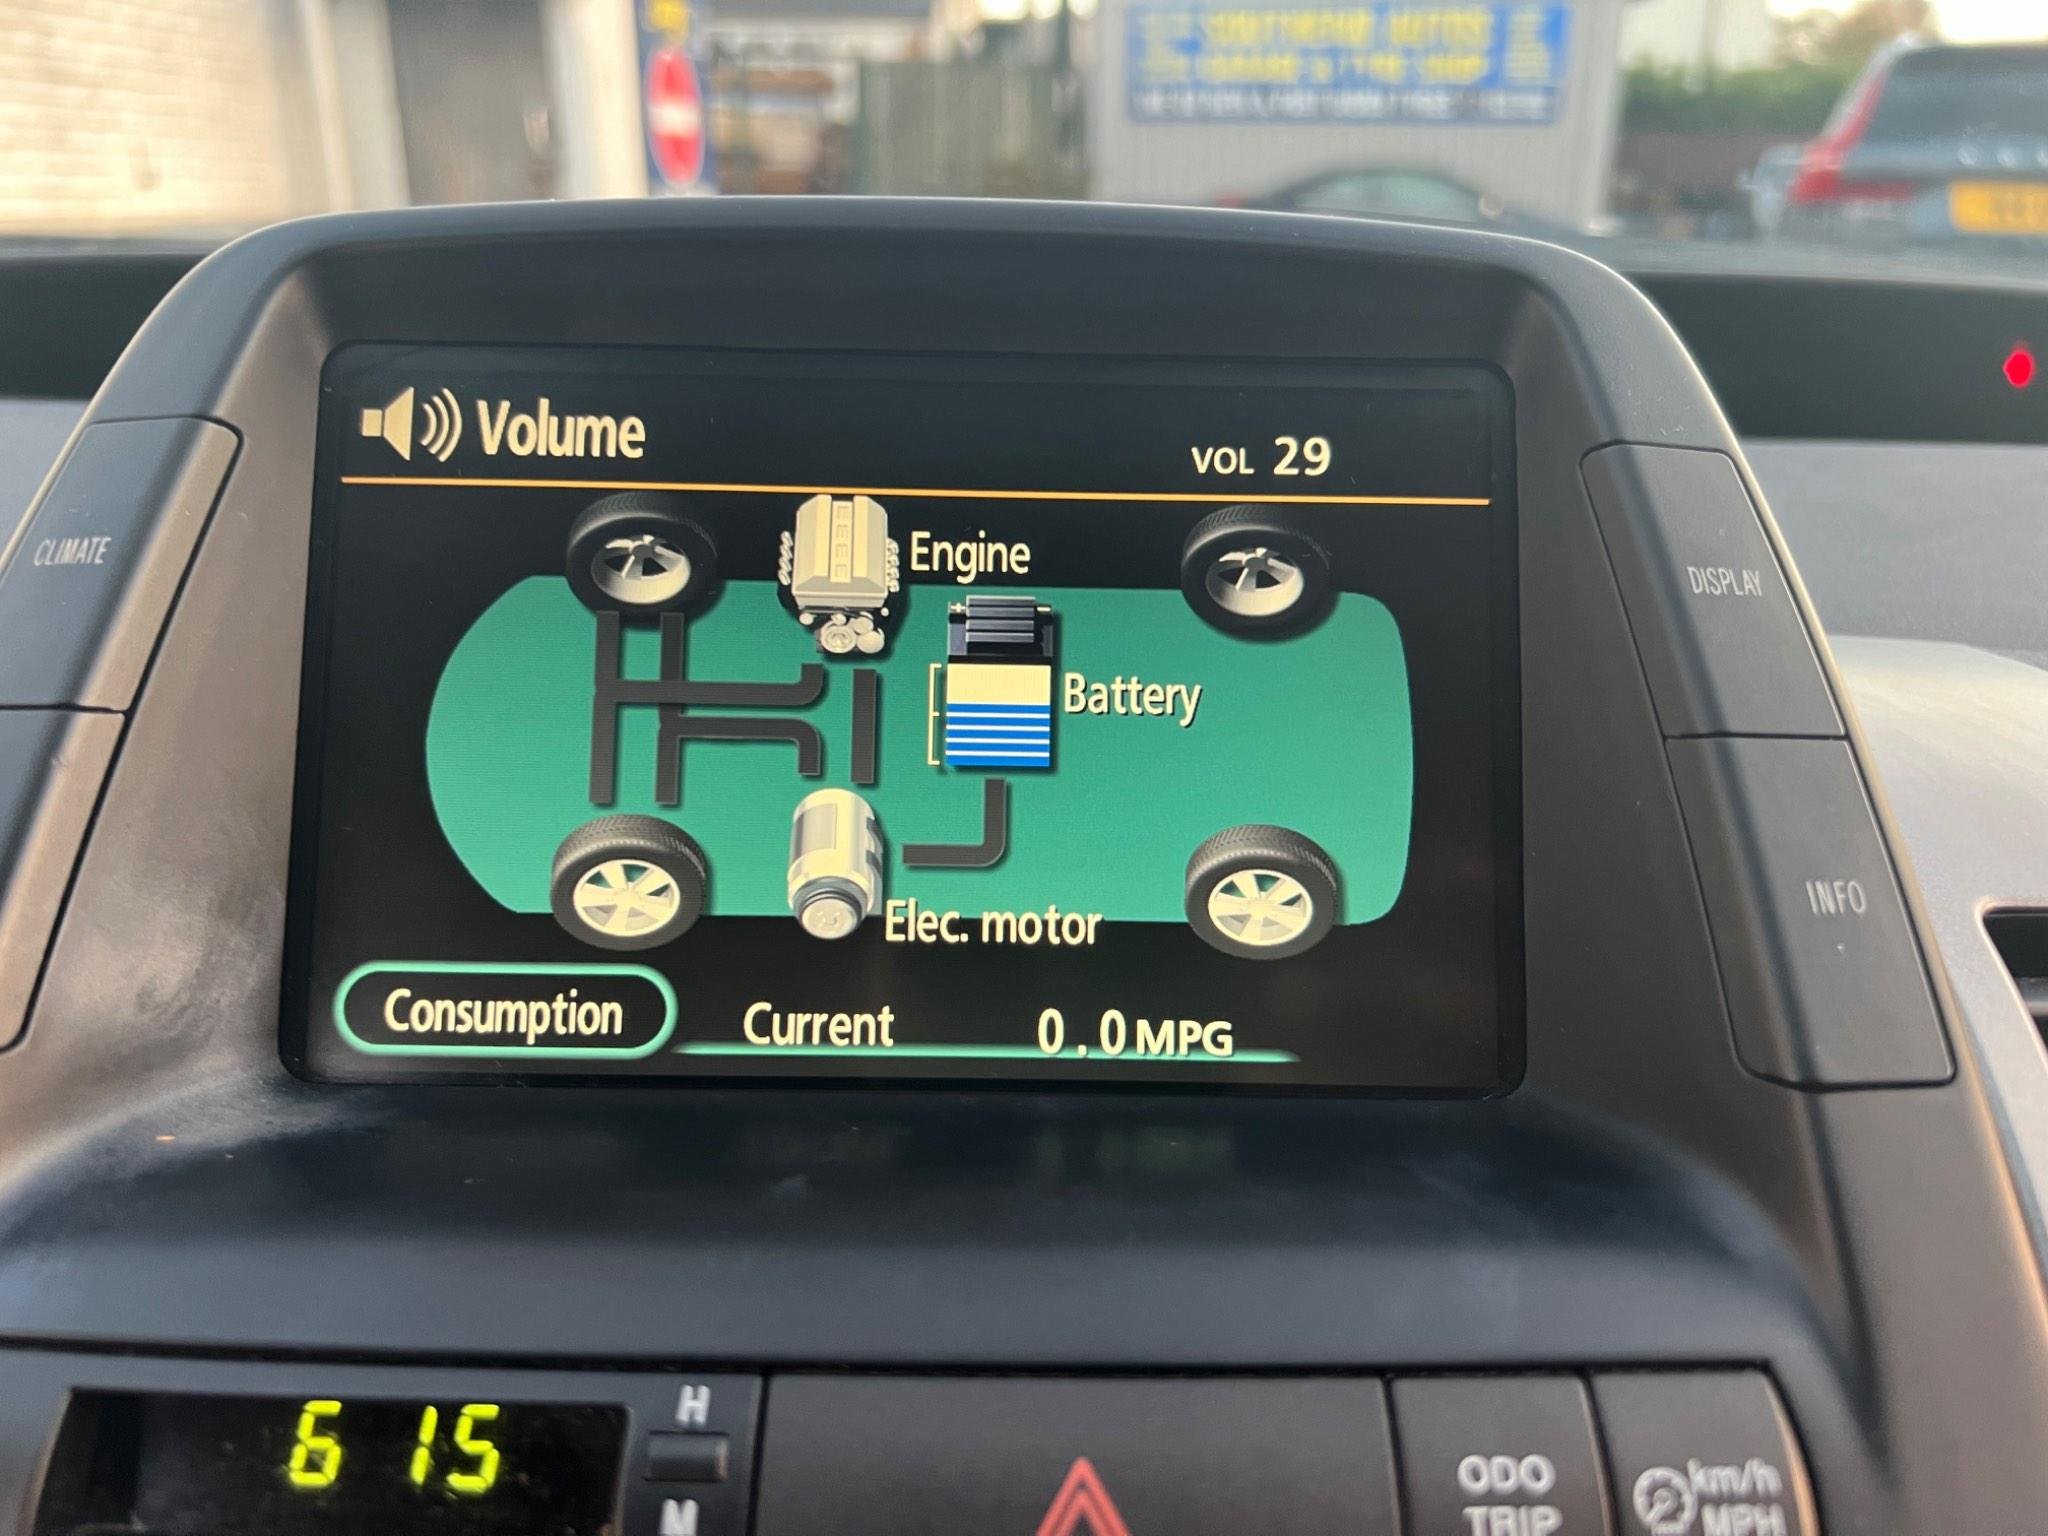 Volume
VOL 29
CLIMATE
DISPLAY
INFO
Engine
Battery
Elec. motor
Consumption
Current 0.0 MPG
6 15
H
M
ODO
TRIP
km/h
MPH